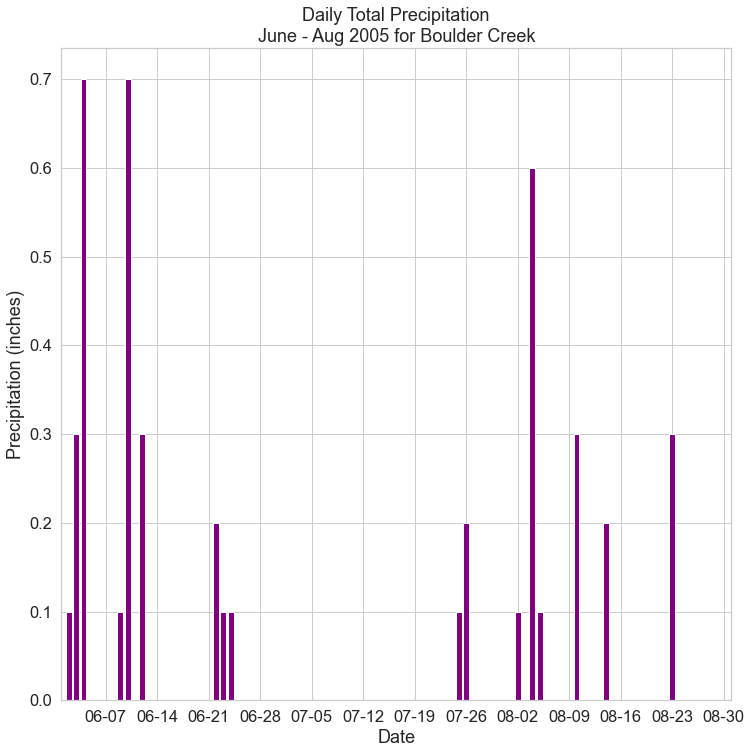 Daily Total Precipitation
June - Aug 2005 for Boulder Creek
Precipitation (inches)
0.7
0.6
0.5
0.4
0.3
0.2
0.1
0.0
06-07 06-14 06-21 06-28 07-05 07-12 07-19 07-26 08-02 08-09 08-16 08-23 08-30
Date